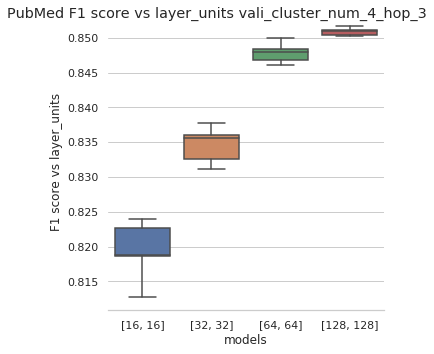 PubMed F1 score vs layer_units vali_cluster_num_4_hop_3
0.850
0.845
0.840
0.835
0.830
0.825
0.820
0.815
F1 score vs layer_units
[16, 16] [32, 32] [64, 64] [128, 128]
models